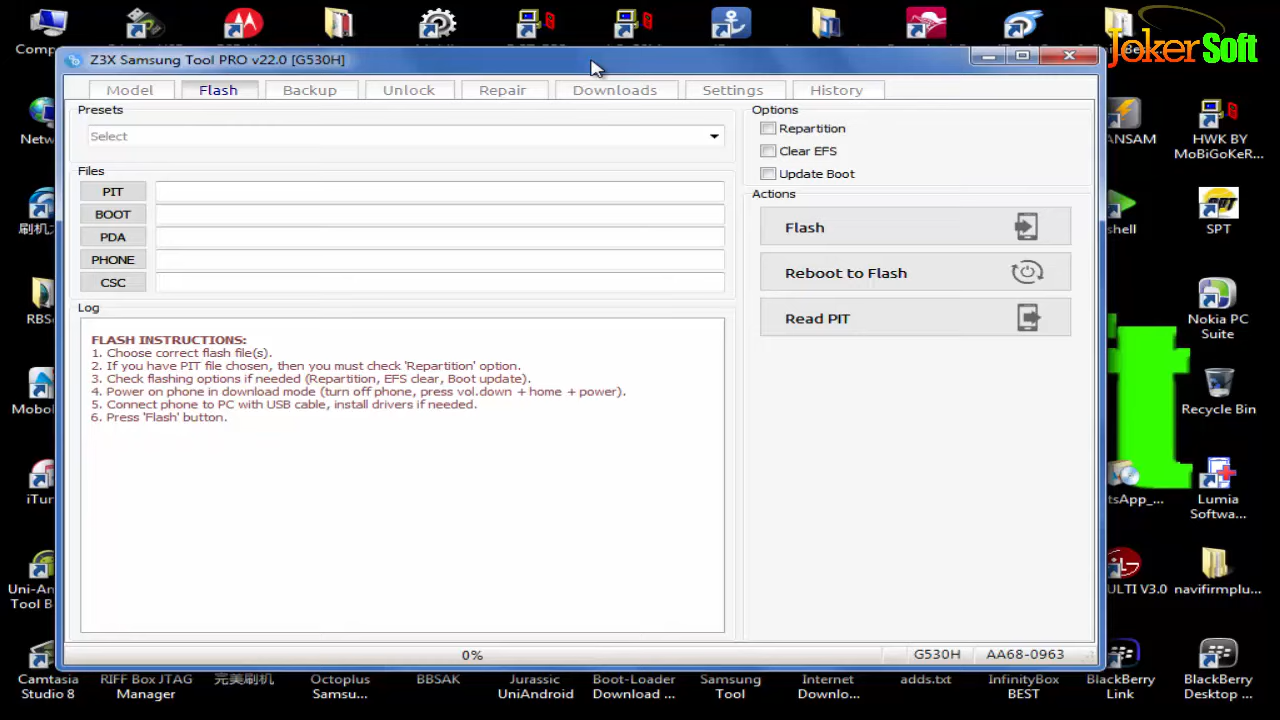 Comp
JokerSoft
Z3X Samsung Tool PRO v22.0 [G530H]
Model
Flash
Backup
Unlock
Repair
Downloads
Settings
History
Presets
Select
Files
PIT
BOOT
PDA
PHONE
CSC
Options
Repartition
Clear EFS
Update Boot
Actions
Flash
Reboot to Flash
Read PIT
Log
FLASH INSTRUCTIONS:
1. Choose correct flash file(s).
2. If you have PIT file chosen, then you must check 'Repartition' option.
3. Check flashing options if needed (Repartition, EFS clear, Boot update).
4. Power on phone in download mode (turn off phone, press vol.down + home + power).
5. Connect phone to PC with USB cable, install drivers if needed.
6. Press 'Flash' button.
0%
G530H
AA68-0963
Netw
刷机
RBS
Mobo
iTur
Uni-An
Tool B
ANSAM
HWK BY
MoBiGoKeR...
shell
SPT
SPT
Nokia PC
Suite
Recycle Bin
tsApp_...
Lumia
Softwa...
ULTI V3.0
navifirmplu...
Camtasia
Studio 8
RIFF Box JTAG
Manager
完美刷机
Octoplus
Samsu...
BBSAK
Jurassic
UniAndroid
Boot-Loader
Download ...
Samsung
Tool
Internet
Downlo...
adds.txt
InfinityBox
BEST
BlackBerry
Link
BlackBerry
Desktop ...